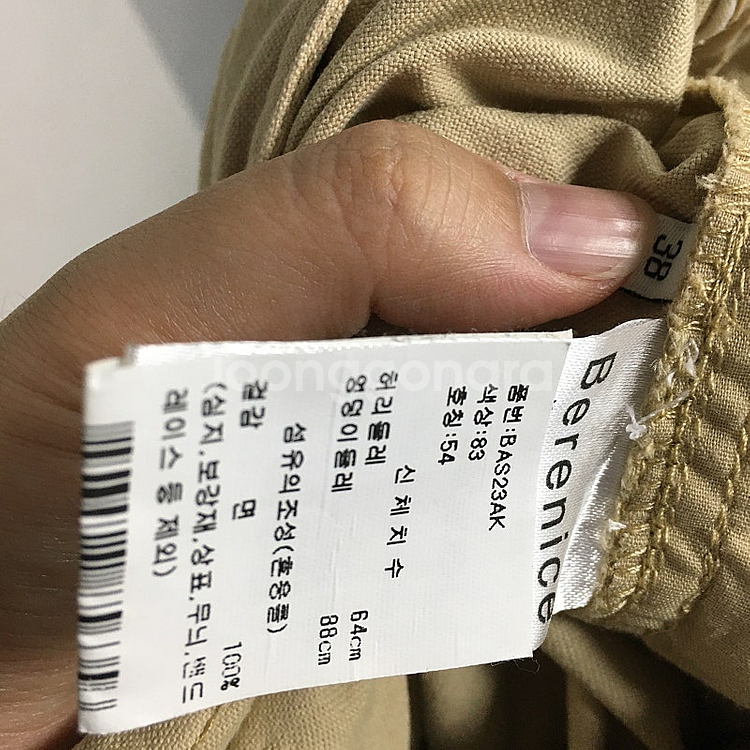 joongoonara
38
Berenice
품번:BAS23AK
색상:83
호칭:54
신체치수
허리둘레 64cm
엉덩이둘레 88cm
섬유의조성(혼용률)
겉감 면 100%
(심지,보강재,상표,무늬,밴드
레이스 등 제외)